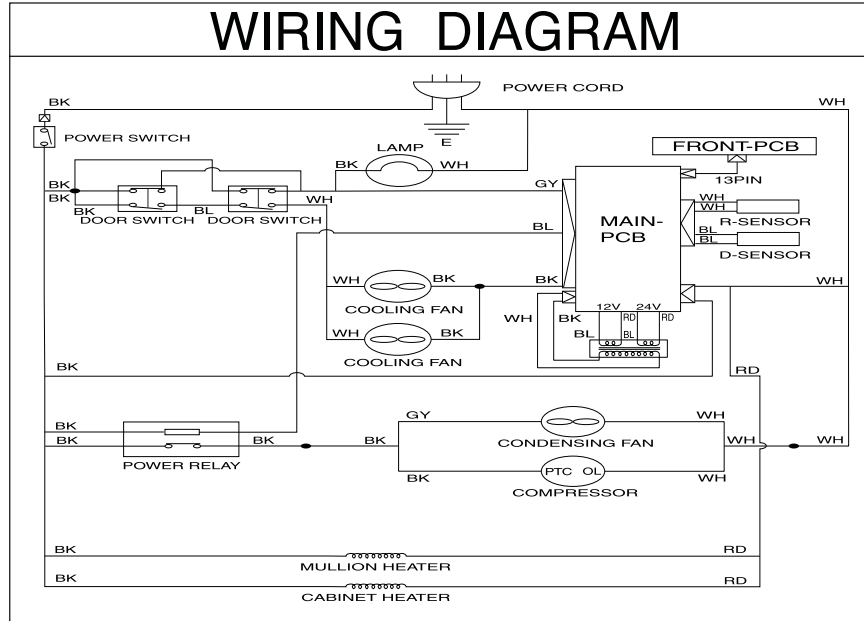 WIRING DIAGRAM
POWER CORD
BK
WH
E
POWER SWITCH
LAMP
BK
WH
FRONT-PCB
13PIN
BK
BK
BK
BL
WH
GY
DOOR SWITCH
DOOR SWITCH
MAIN-
PCB
WH
WH
R-SENSOR
BL
BL
BL
D-SENSOR
WH
BK
BK
WH
COOLING FAN
12V
24V
WH
BK
RD
RD
BL
BL
WH
BK
COOLING FAN
BK
RD
GY
WH
BK
BK
BK
BK
CONDENSING FAN
WH
WH
POWER RELAY
PTC OL
BK
WH
COMPRESSOR
BK
RD
MULLION HEATER
BK
RD
CABINET HEATER